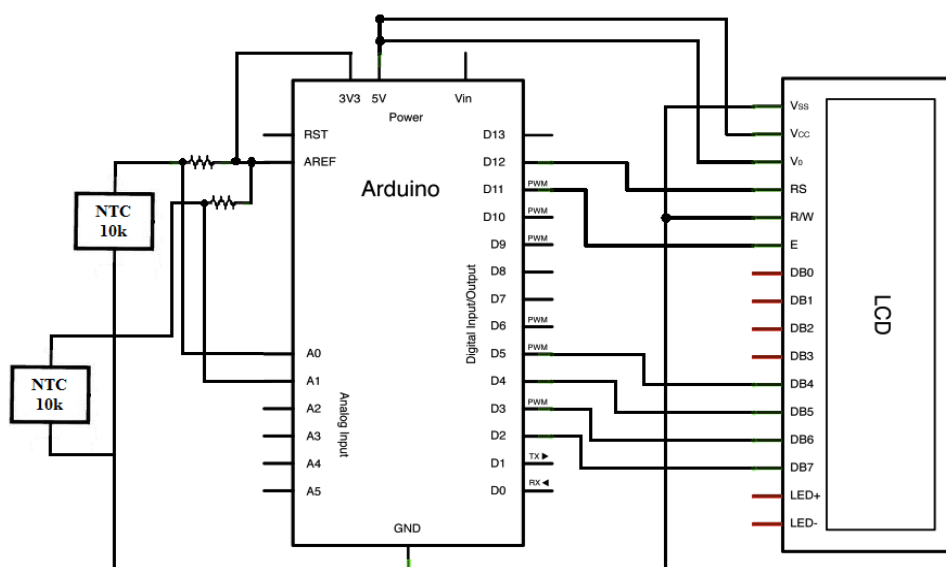 3V3
5V
Vin
Power
RST
AREF
Arduino
D13
D12
D11
PWM
D10
PWM
D9
PWM
D8
D7
D6
PWM
D5
PWM
D4
D3
PWM
D2
D1
TX ▶
D0
RX ◀
Digital Input/Output
A0
A1
A2
A3
A4
A5
Analog Input
GND
NTC
10k
NTC
10k
VSS
VCC
V0
RS
R/W
E
DB0
DB1
DB2
DB3
DB4
DB5
DB6
DB7
LED+
LED-
LCD